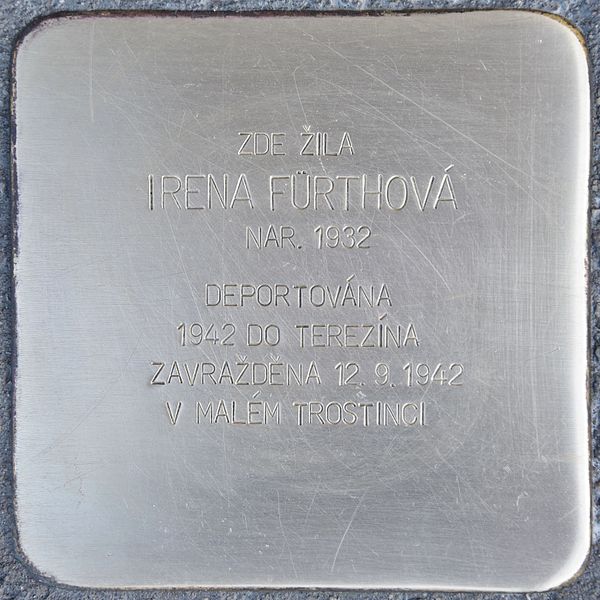 ZDE ŽILA
IRENA FÜRTHOVÁ
NAR. 1932
DEPORTOVÁNA
1942 DO TEREZÍNA
ZAVRAŽDĚNA 12. 9. 1942
V MALÉM TROSTINCI